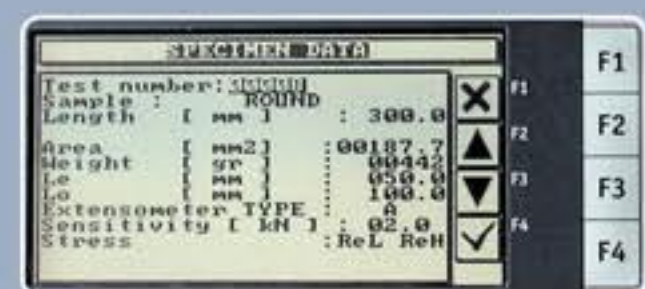 SPECIMEN DATA
Test number:
Sample : ROUND
Length [ mm ] : 300.0
Area [ mm2] :00187.7
Weight [ gr ] : 00442
Le [ mm ] : 050.0
Lo [ mm ] : 100.0
Extensometer TYPE : A
Sensitivity [ kN ] : 02.0
Stress :ReL ReH
F1
F2
F3
F4
F1
F2
F3
F4